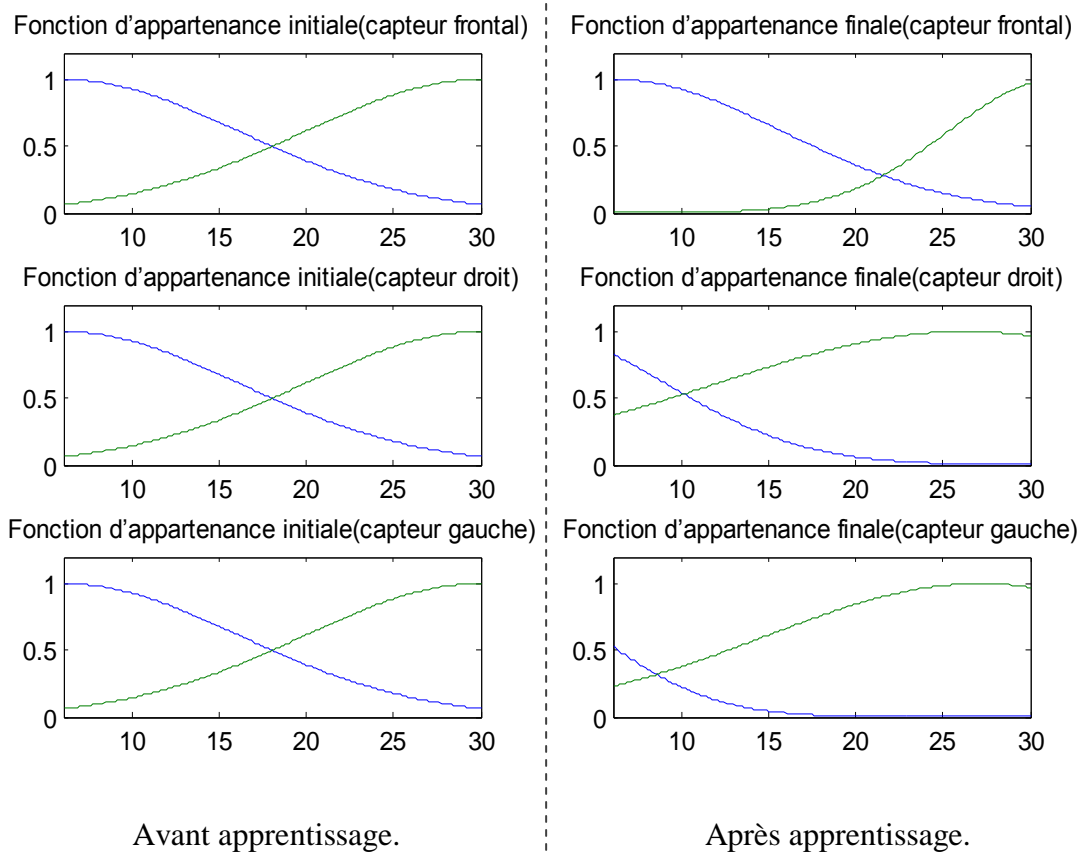 Fonction d'appartenance initiale(capteur frontal)
1
0.5
0
10 15 20 25 30
Fonction d'appartenance initiale(capteur droit)
1
0.5
0
10 15 20 25 30
Fonction d'appartenance initiale(capteur gauche)
1
0.5
0
10 15 20 25 30
Avant apprentissage.
Fonction d'appartenance finale(capteur frontal)
1
0.5
0
10 15 20 25 30
Fonction d'appartenance finale(capteur droit)
1
0.5
0
10 15 20 25 30
Fonction d'appartenance finale(capteur gauche)
1
0.5
0
10 15 20 25 30
Après apprentissage.